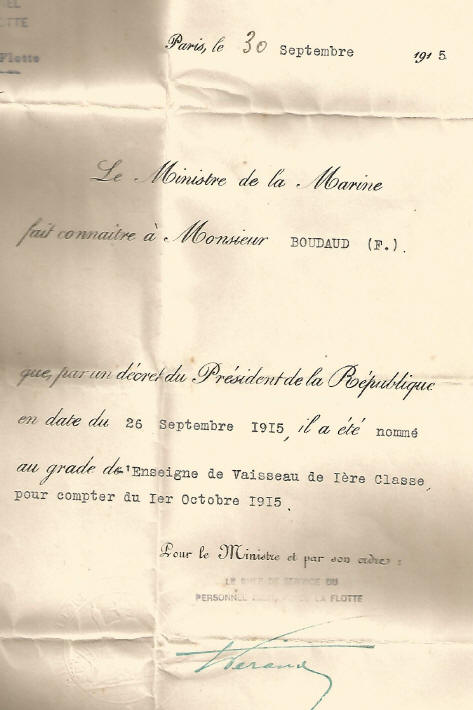 Flotte
Paris, le 30 Septembre 1915
Le Ministre de la Marine
fait connaitre à Monsieur BOUDAUD (F.).
que, par un décret du Président de la République
en date du 26 Septembre 1915, il a été nommé
au grade d'Enseigne de Vaisseau de Ière Classe,
pour compter du Ier Octobre 1915.
Pour le Ministre et par son ordre :
LE CHEF DE SERVICE DU
PERSONNEL DE LA FLOTTE